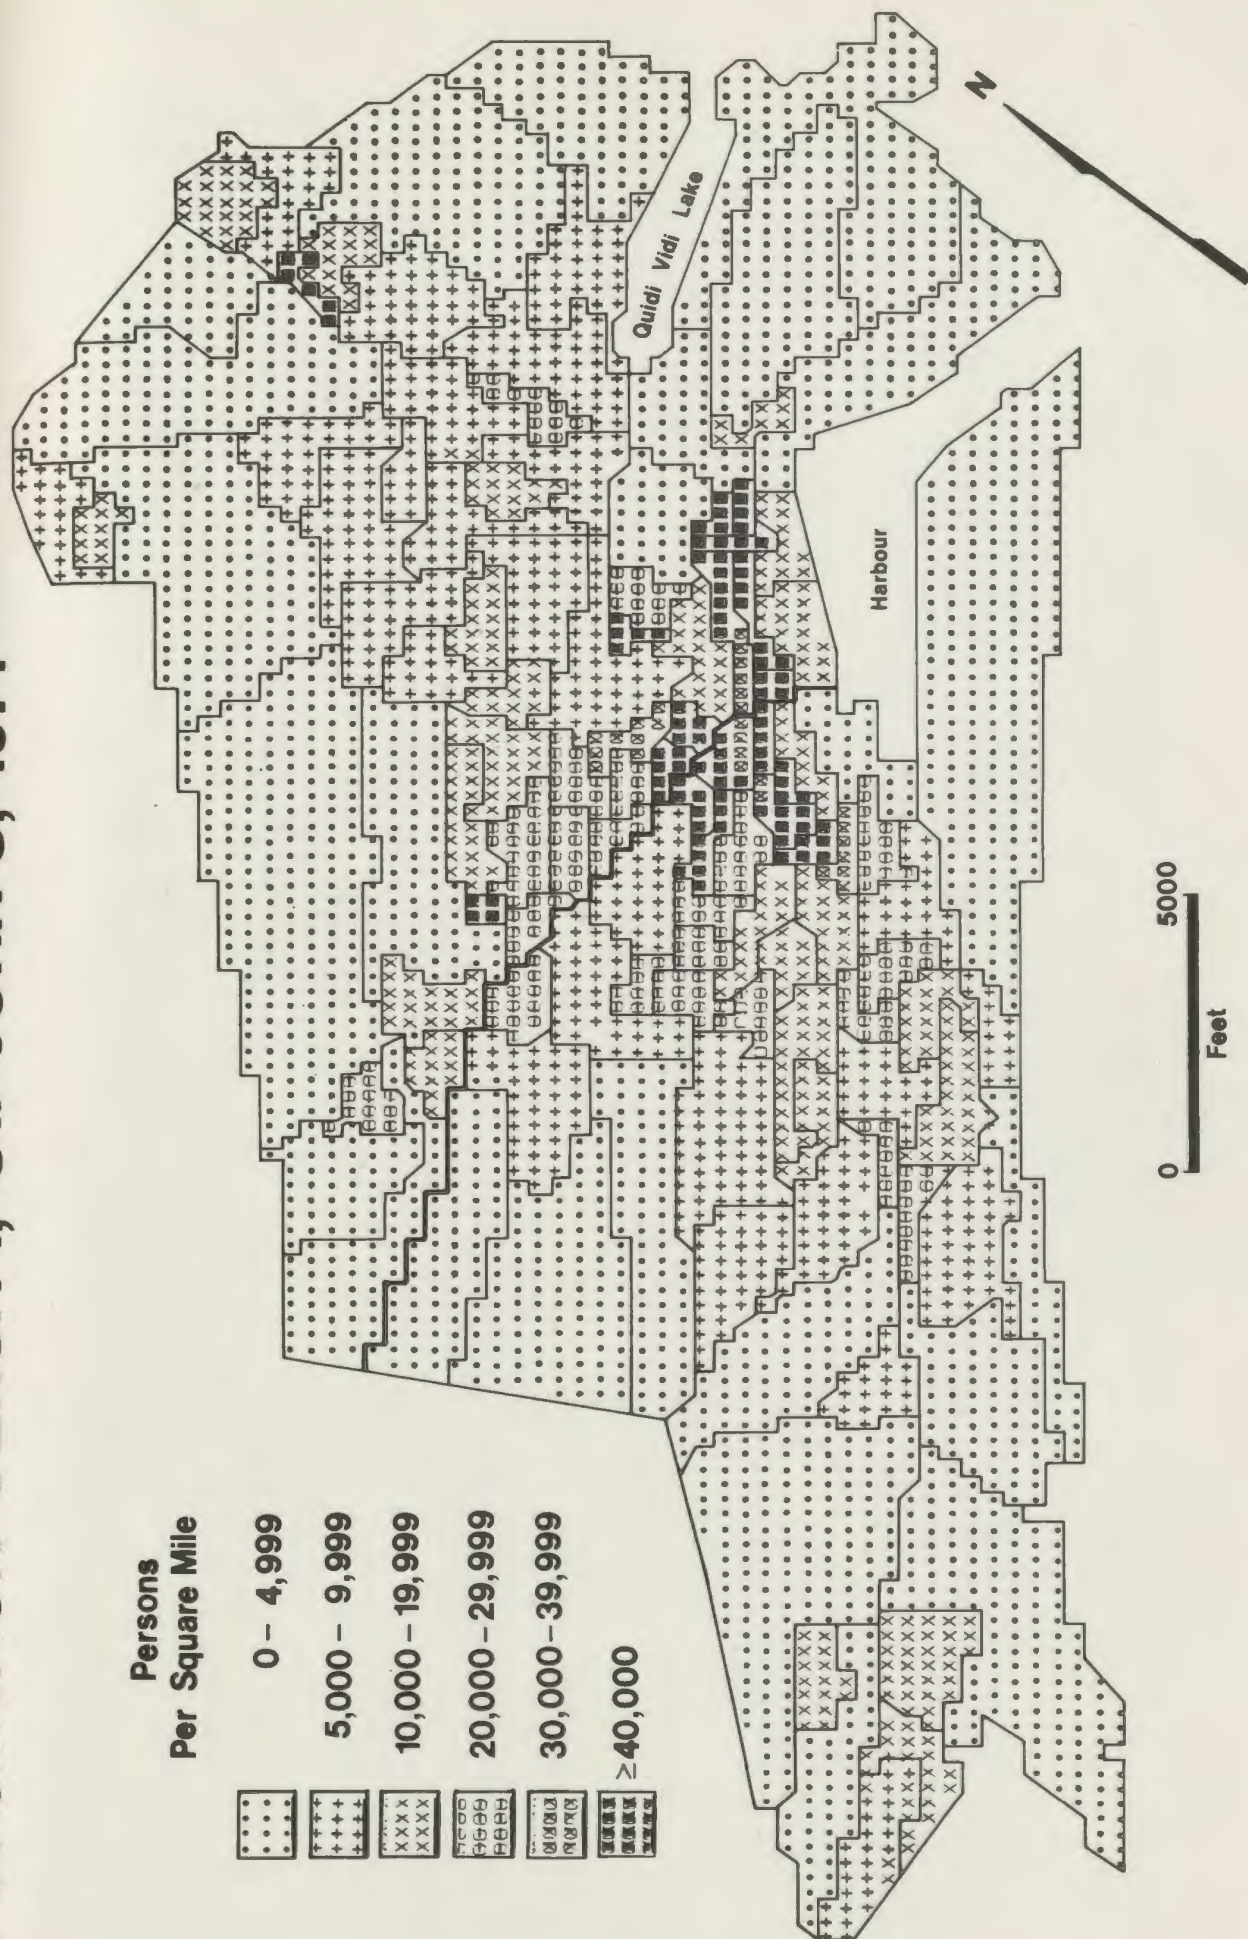 Persons
Per Square Mile
0 - 4,999
5,000 - 9,999
10,000 - 19,999
20,000 - 29,999
30,000 - 39,999
≥40,000
Quidi Vidi Lake
Harbour
N
0 5000
Feet